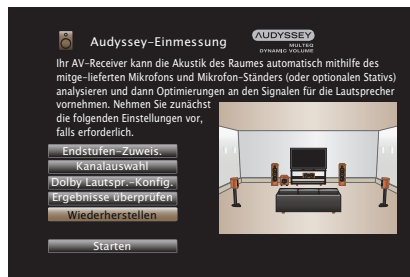 Audyssey-Einmessung
AUDYSSEY
MULTEQ
DYNAMIC VOLUME
Ihr AV-Receiver kann die Akustik des Raumes automatisch mithilfe des
mitge-lieferten Mikrofons und Mikrofon-Ständers (oder optionalen Stativs)
analysieren und dann Optimierungen an den Signalen für die Lautsprecher
vornehmen. Nehmen Sie zunächst
die folgenden Einstellungen vor,
falls erforderlich.
Endstufen-Zuweis.
Kanalauswahl
Dolby Lautspr.-Konfig.
Ergebnisse überprüfen
Wiederherstellen
Starten